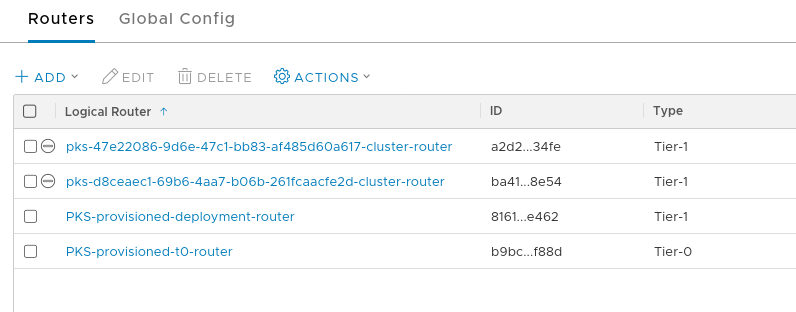 Routers Global Config
ADD EDIT DELETE ACTIONS
Logical Router ID Type
pks-47e22086-9d6e-47c1-bb83-af485d60a617-cluster-router a2d2...34fe Tier-1
pks-d8ceaec1-69b6-4aa7-b06b-261fcaacfe2d-cluster-router ba41...8e54 Tier-1
PKS-provisioned-deployment-router 8161...e462 Tier-1
PKS-provisioned-t0-router b9bc...f88d Tier-0